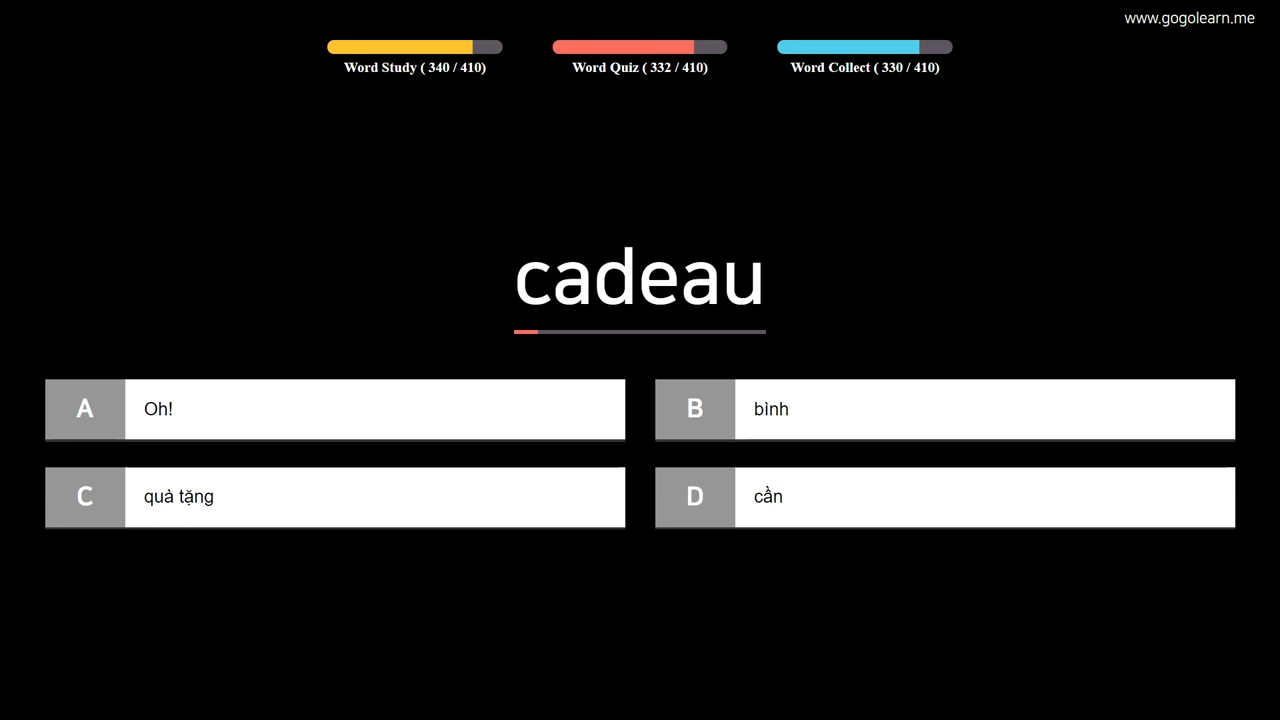 www.gogolearn.me
Word Study ( 340 / 410)
Word Quiz ( 332 / 410)
Word Collect ( 330 / 410)
cadeau
A Oh!
B bình
C quà tặng
D cần